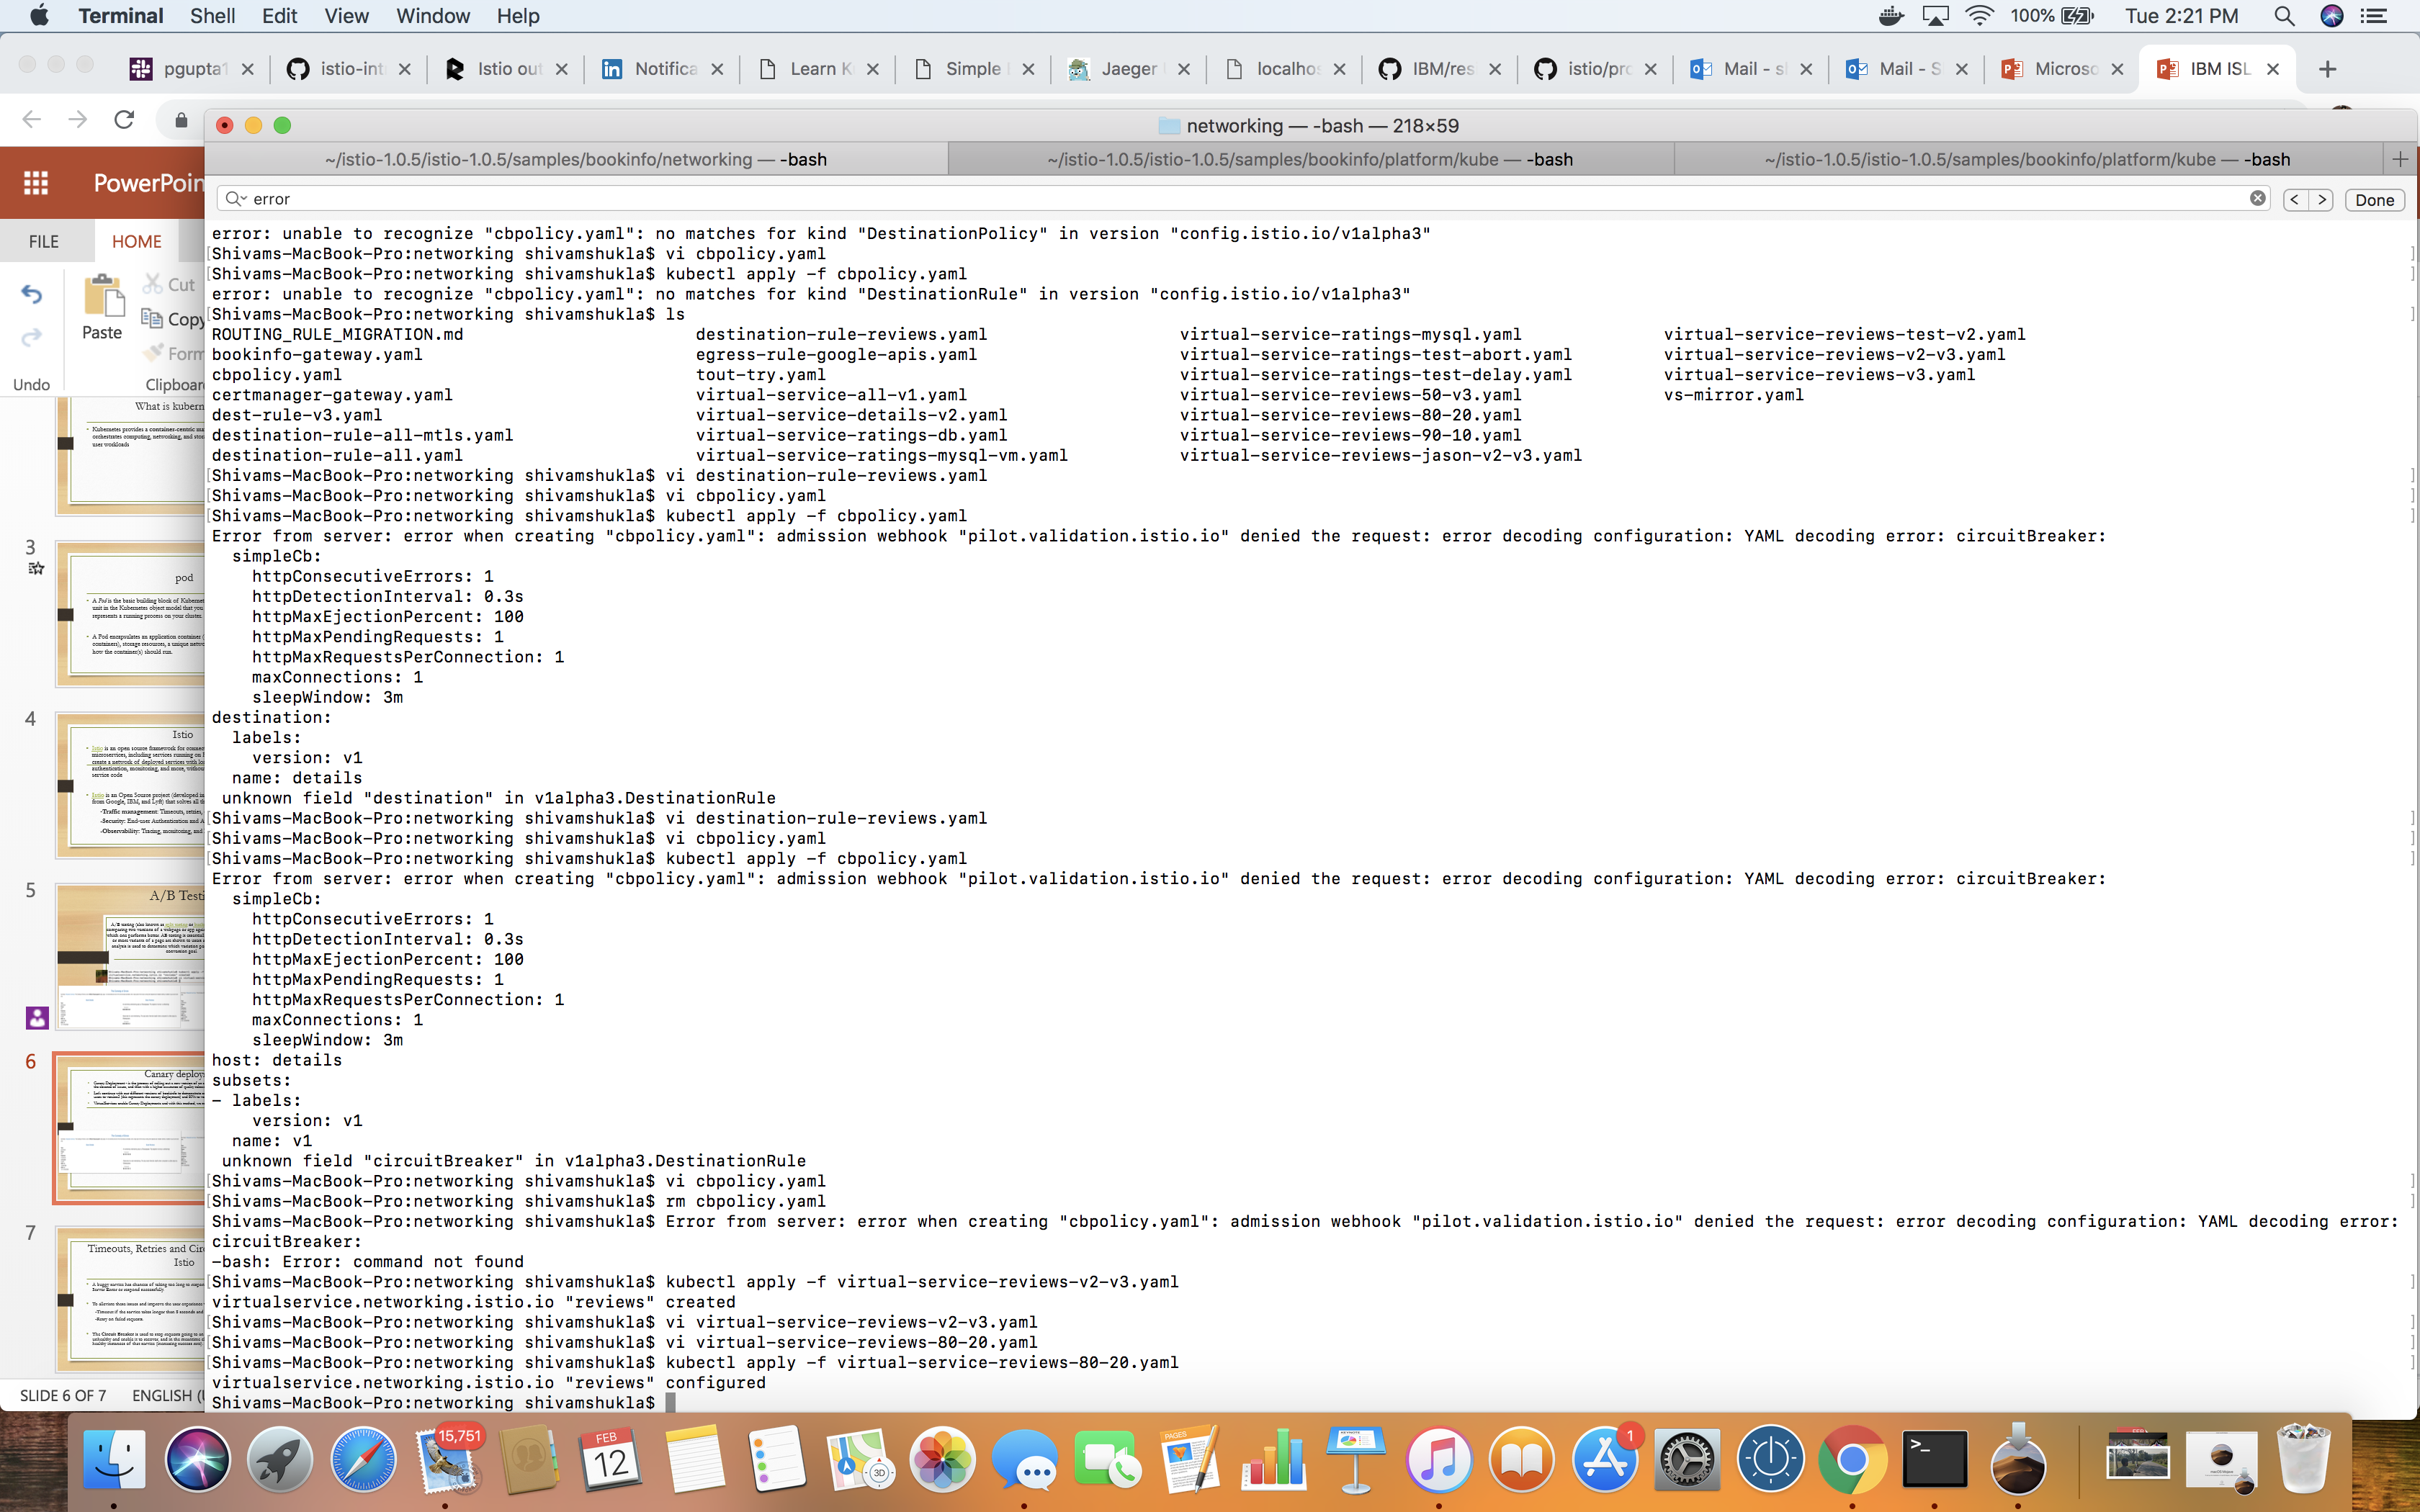 Terminal Shell Edit View Window Help 100% Tue 2:21 PM
pgupta1 istio-int Istio out Notifica Learn K Simple Jaeger localhos IBM/res istio/pro Mail - s Mail - S Microso IBM ISL
networking — -bash — 218×59
~/istio-1.0.5/istio-1.0.5/samples/bookinfo/networking — -bash ~/istio-1.0.5/istio-1.0.5/samples/bookinfo/platform/kube — -bash ~/istio-1.0.5/istio-1.0.5/samples/bookinfo/platform/kube — -bash
PowerPoin
error Done
FILE HOME
Cut
Copy
Paste
Form
Undo Clipboar
error: unable to recognize "cbpolicy.yaml": no matches for kind "DestinationPolicy" in version "config.istio.io/v1alpha3"
[Shivams-MacBook-Pro:networking shivamshukla$ vi cbpolicy.yaml ]
[Shivams-MacBook-Pro:networking shivamshukla$ kubectl apply -f cbpolicy.yaml ]
error: unable to recognize "cbpolicy.yaml": no matches for kind "DestinationRule" in version "config.istio.io/v1alpha3"
[Shivams-MacBook-Pro:networking shivamshukla$ ls ]
ROUTING_RULE_MIGRATION.md destination-rule-reviews.yaml virtual-service-ratings-mysql.yaml virtual-service-reviews-test-v2.yaml
bookinfo-gateway.yaml egress-rule-google-apis.yaml virtual-service-ratings-test-abort.yaml virtual-service-reviews-v2-v3.yaml
cbpolicy.yaml tout-try.yaml virtual-service-ratings-test-delay.yaml virtual-service-reviews-v3.yaml
certmanager-gateway.yaml virtual-service-all-v1.yaml virtual-service-reviews-50-v3.yaml vs-mirror.yaml
dest-rule-v3.yaml virtual-service-details-v2.yaml virtual-service-reviews-80-20.yaml
destination-rule-all-mtls.yaml virtual-service-ratings-db.yaml virtual-service-reviews-90-10.yaml
destination-rule-all.yaml virtual-service-ratings-mysql-vm.yaml virtual-service-reviews-jason-v2-v3.yaml
[Shivams-MacBook-Pro:networking shivamshukla$ vi destination-rule-reviews.yaml ]
[Shivams-MacBook-Pro:networking shivamshukla$ vi cbpolicy.yaml ]
[Shivams-MacBook-Pro:networking shivamshukla$ kubectl apply -f cbpolicy.yaml ]
Error from server: error when creating "cbpolicy.yaml": admission webhook "pilot.validation.istio.io" denied the request: error decoding configuration: YAML decoding error: circuitBreaker:
simpleCb:
httpConsecutiveErrors: 1
httpDetectionInterval: 0.3s
httpMaxEjectionPercent: 100
httpMaxPendingRequests: 1
httpMaxRequestsPerConnection: 1
maxConnections: 1
sleepWindow: 3m
destination:
labels:
version: v1
name: details
unknown field "destination" in v1alpha3.DestinationRule
[Shivams-MacBook-Pro:networking shivamshukla$ vi destination-rule-reviews.yaml ]
[Shivams-MacBook-Pro:networking shivamshukla$ vi cbpolicy.yaml ]
[Shivams-MacBook-Pro:networking shivamshukla$ kubectl apply -f cbpolicy.yaml ]
Error from server: error when creating "cbpolicy.yaml": admission webhook "pilot.validation.istio.io" denied the request: error decoding configuration: YAML decoding error: circuitBreaker:
simpleCb:
httpConsecutiveErrors: 1
httpDetectionInterval: 0.3s
httpMaxEjectionPercent: 100
httpMaxPendingRequests: 1
httpMaxRequestsPerConnection: 1
maxConnections: 1
sleepWindow: 3m
host: details
subsets:
- labels:
version: v1
name: v1
unknown field "circuitBreaker" in v1alpha3.DestinationRule
[Shivams-MacBook-Pro:networking shivamshukla$ vi cbpolicy.yaml ]
[Shivams-MacBook-Pro:networking shivamshukla$ rm cbpolicy.yaml ]
Shivams-MacBook-Pro:networking shivamshukla$ Error from server: error when creating "cbpolicy.yaml": admission webhook "pilot.validation.istio.io" denied the request: error decoding configuration: YAML decoding error:
circuitBreaker:
-bash: Error: command not found
[Shivams-MacBook-Pro:networking shivamshukla$ kubectl apply -f virtual-service-reviews-v2-v3.yaml ]
virtualservice.networking.istio.io "reviews" created
[Shivams-MacBook-Pro:networking shivamshukla$ vi virtual-service-reviews-v2-v3.yaml ]
[Shivams-MacBook-Pro:networking shivamshukla$ vi virtual-service-reviews-80-20.yaml ]
[Shivams-MacBook-Pro:networking shivamshukla$ kubectl apply -f virtual-service-reviews-80-20.yaml ]
virtualservice.networking.istio.io "reviews" configured
Shivams-MacBook-Pro:networking shivamshukla$
What is kubern
3
pod
4
Istio
5
A/B Testi
6
Canary deploy
7
Timeouts, Retries and Cir
Istio
SLIDE 6 OF 7 ENGLISH (U
15,751
FEB
12
PAGES
3D
1